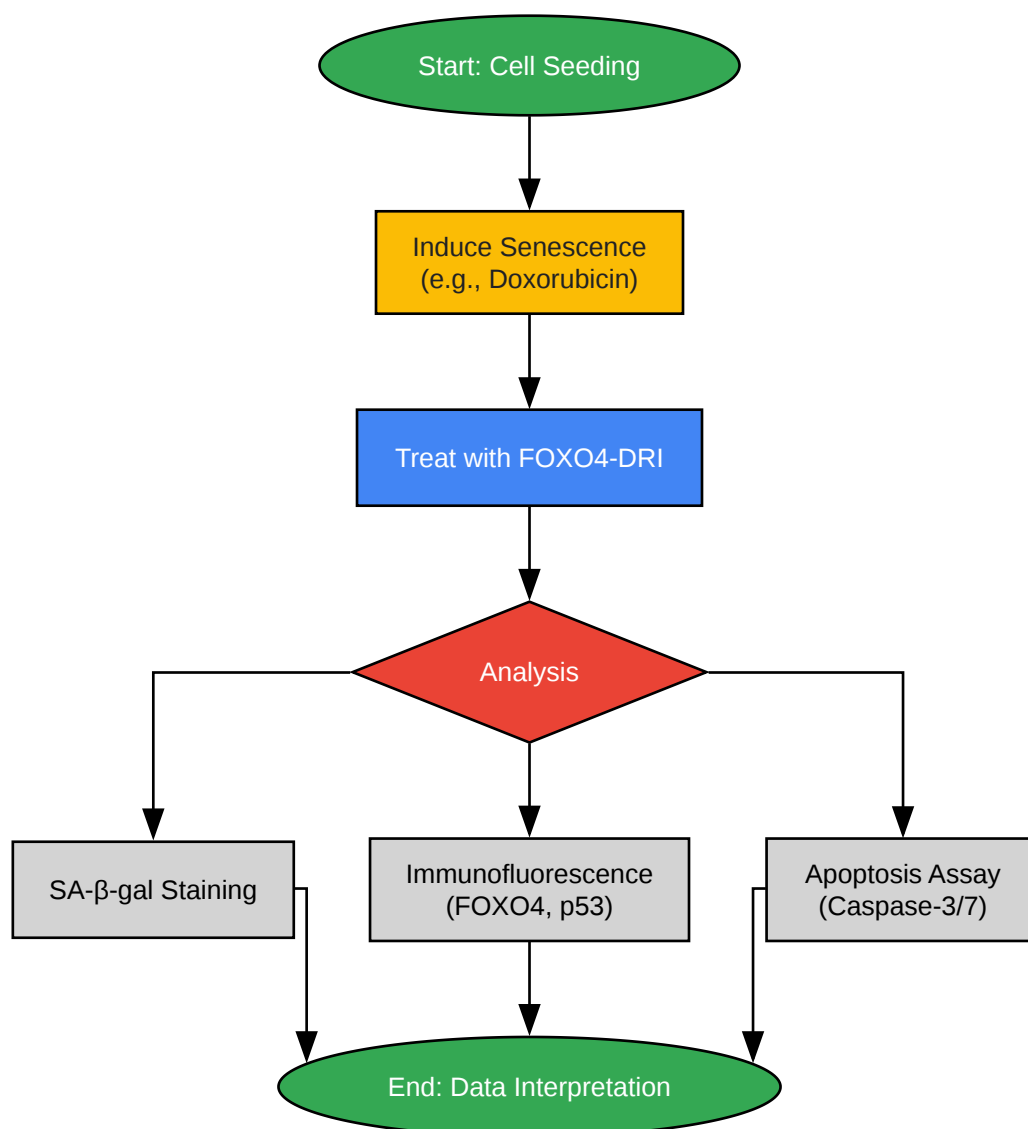 Start: Cell Seeding
Induce Senescence
(e.g., Doxorubicin)
Treat with FOXO4-DRI
Analysis
SA-β-gal Staining
Immunofluorescence
(FOXO4, p53)
Apoptosis Assay
(Caspase-3/7)
End: Data Interpretation